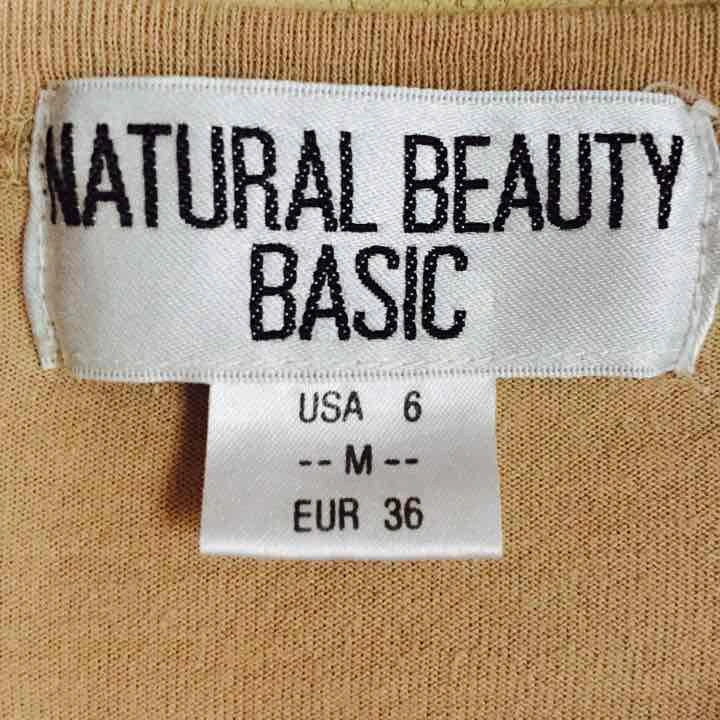 NATURAL BEAUTY
BASIC
USA 6
-- M --
EUR 36